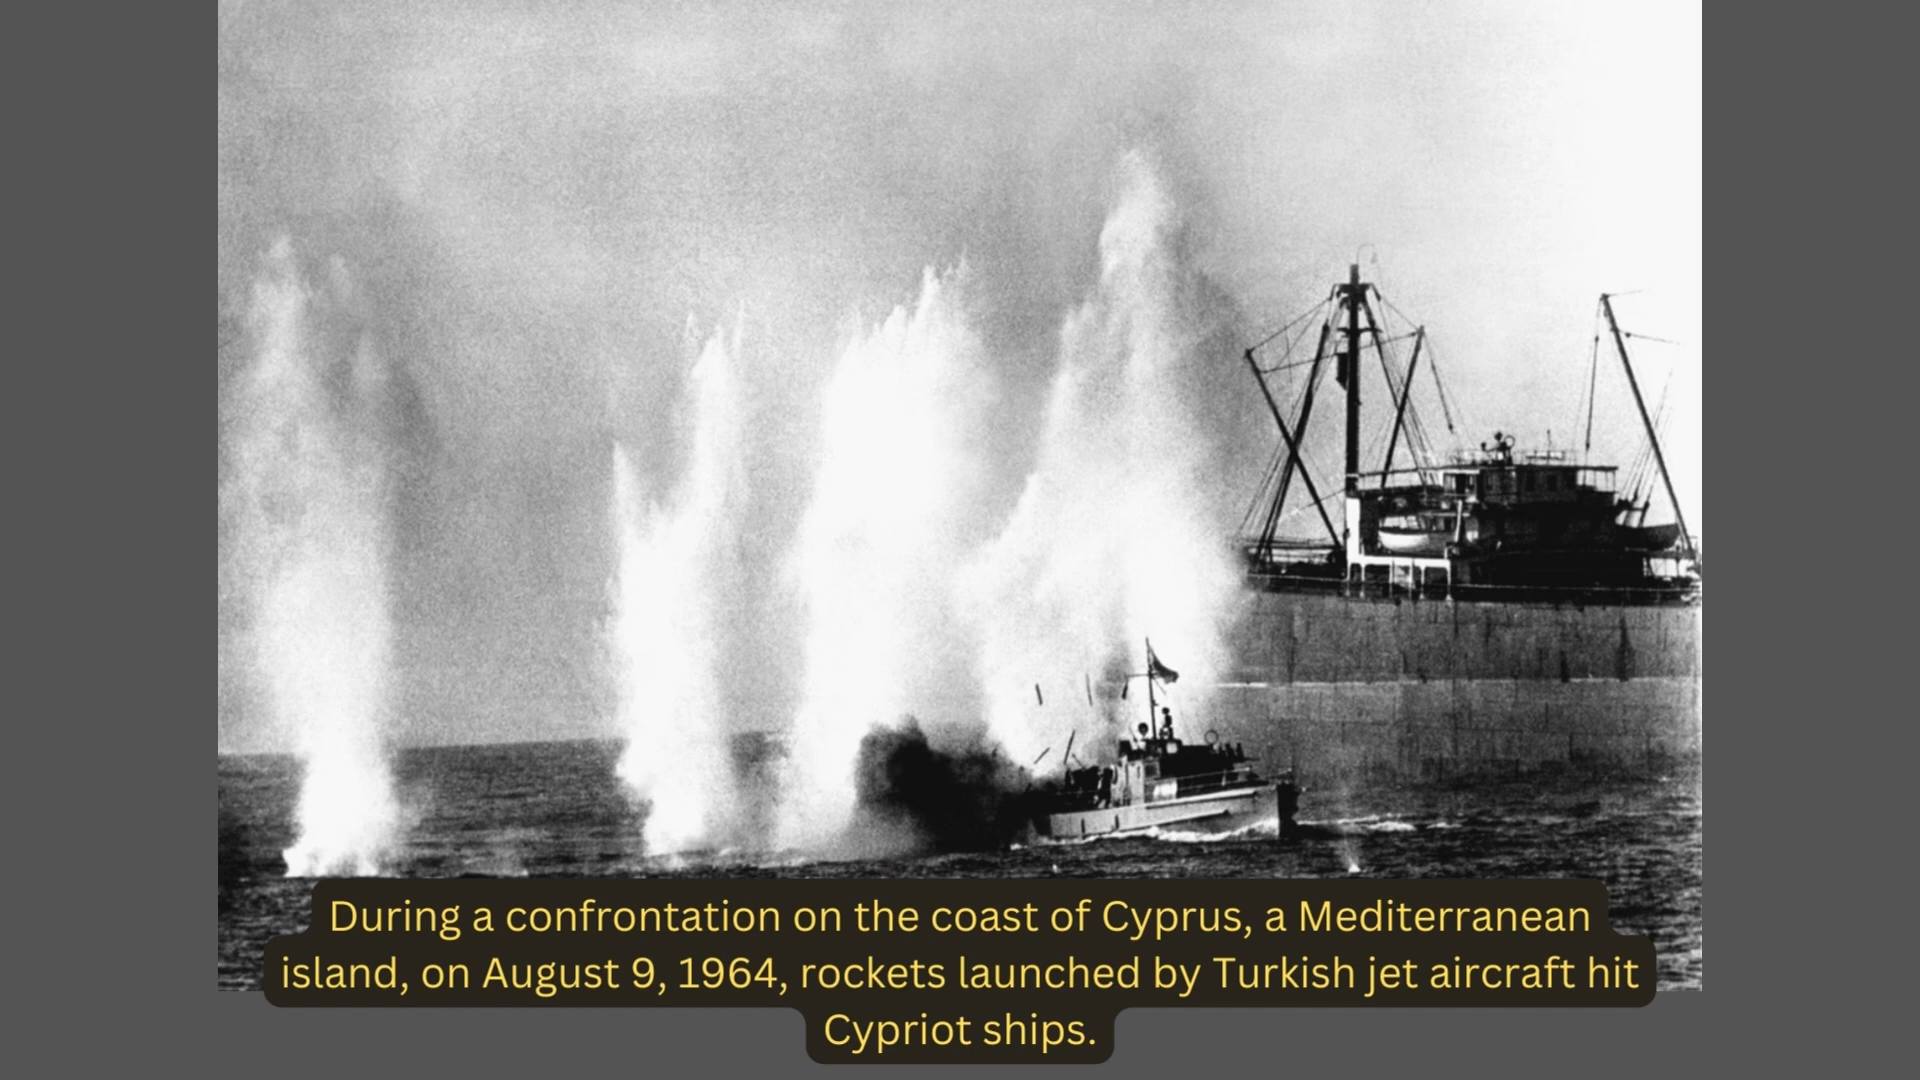 During a confrontation on the coast of Cyprus, a Mediterranean
island, on August 9, 1964, rockets launched by Turkish jet aircraft hit
Cypriot ships.